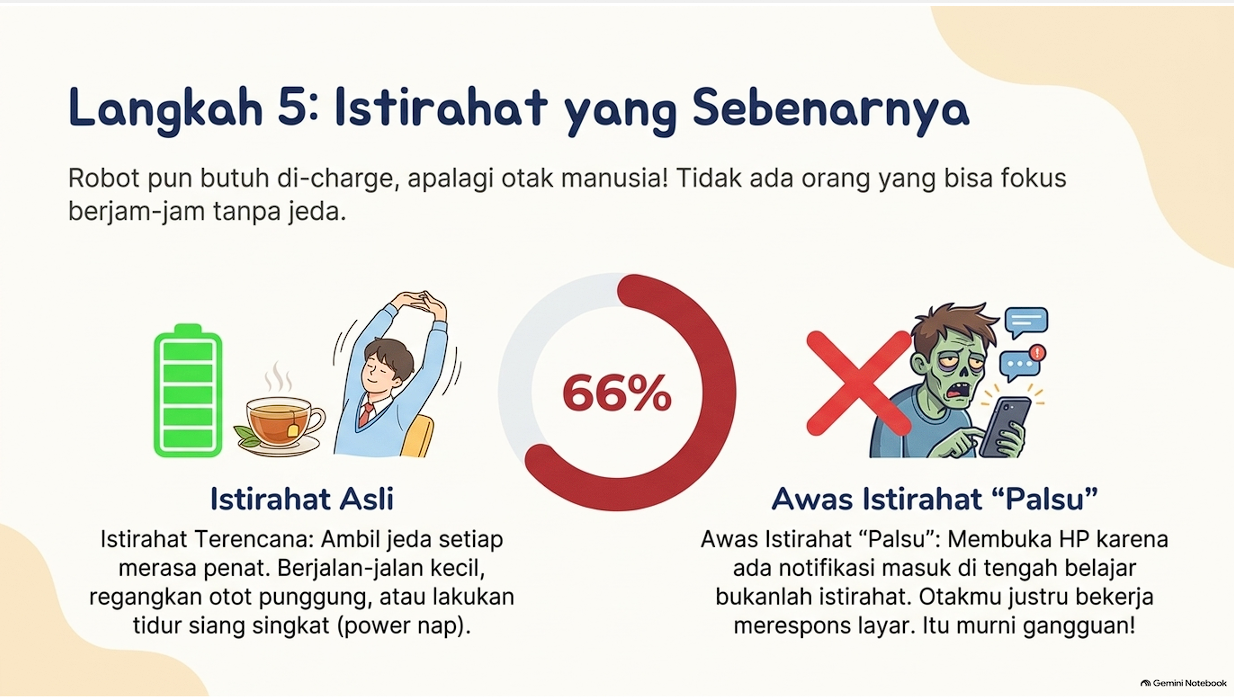 Langkah 5: Istirahat yang Sebenarnya
Robot pun butuh di-charge, apalagi otak manusia! Tidak ada orang yang bisa fokus
berjam-jam tanpa jeda.
66%
Istirahat Asli
Istirahat Terencana: Ambil jeda setiap
merasa penat. Berjalan-jalan kecil,
regangkan otot punggung, atau lakukan
tidur siang singkat (power nap).
Awas Istirahat “Palsu”
Awas Istirahat “Palsu”: Membuka HP karena
ada notifikasi masuk di tengah belajar
bukanlah istirahat. Otakmu justru bekerja
merespons layar. Itu murni gangguan!
Gemini Notebook